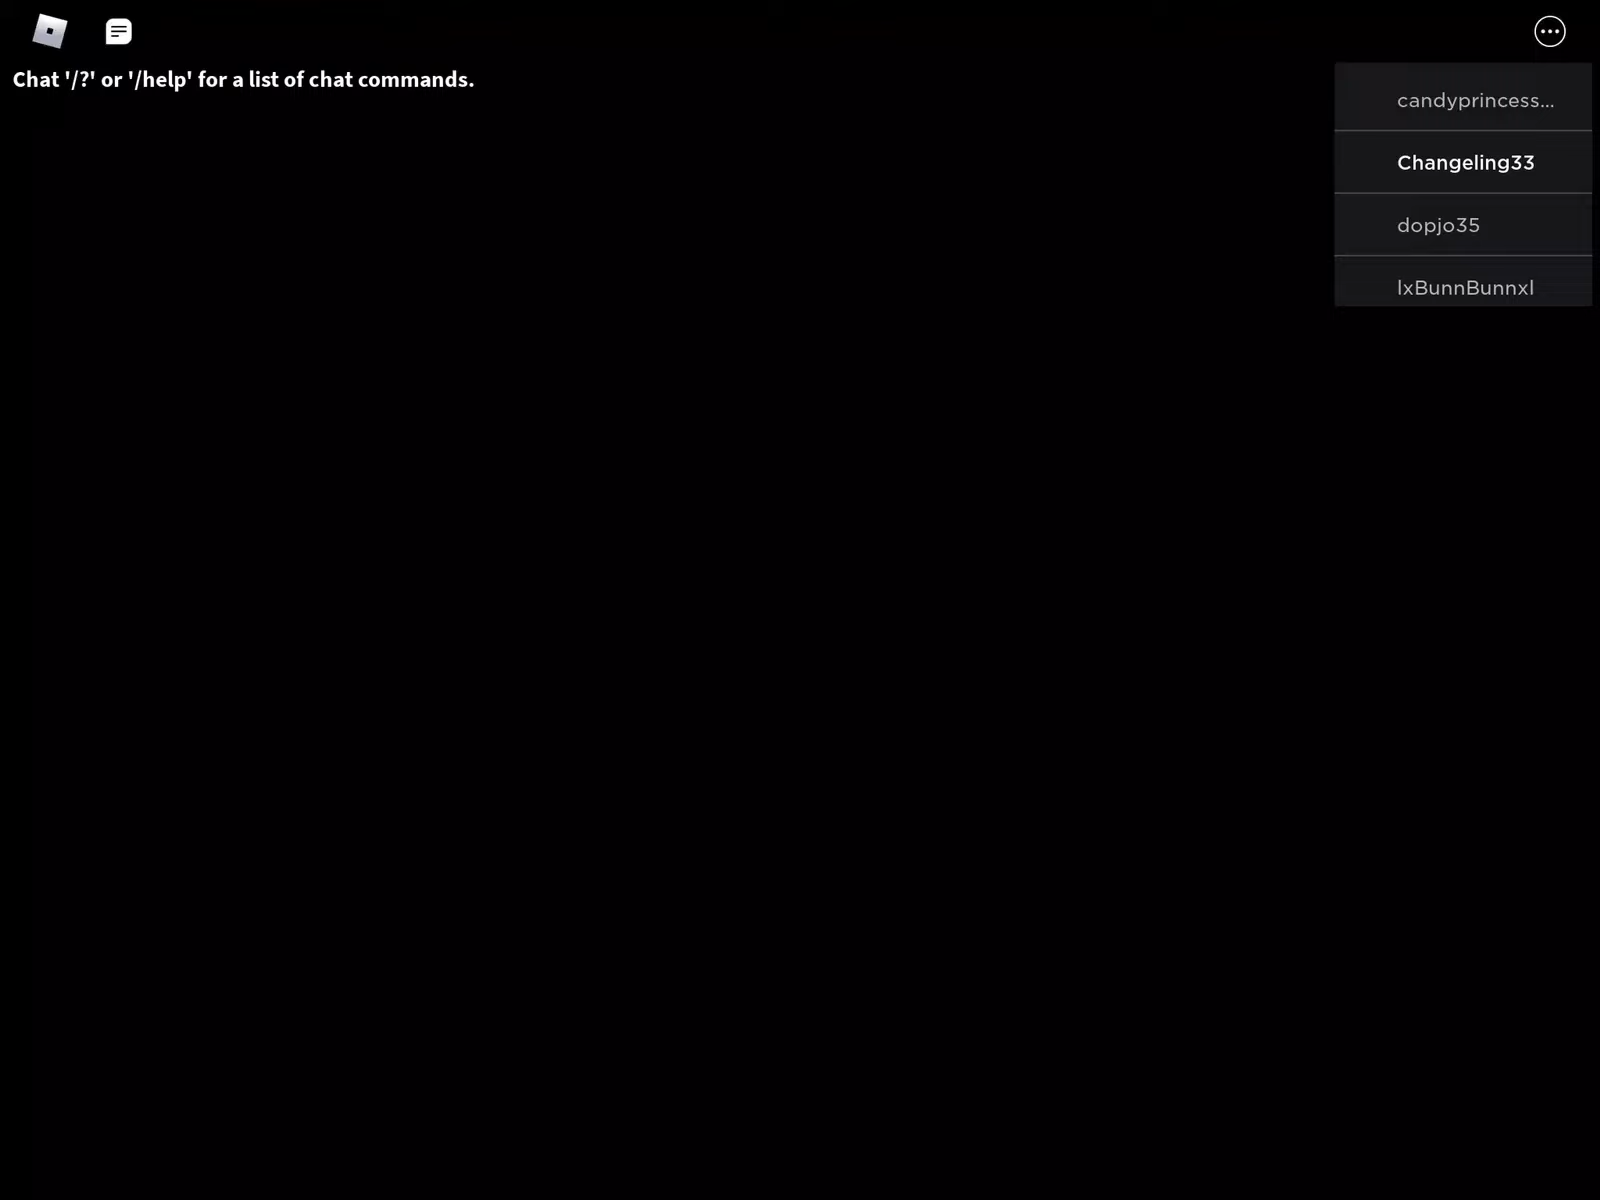 Chat '/?' or '/help' for a list of chat commands.
candyprincess...
Changeling33
dopjo35
lxBunnBunnxl